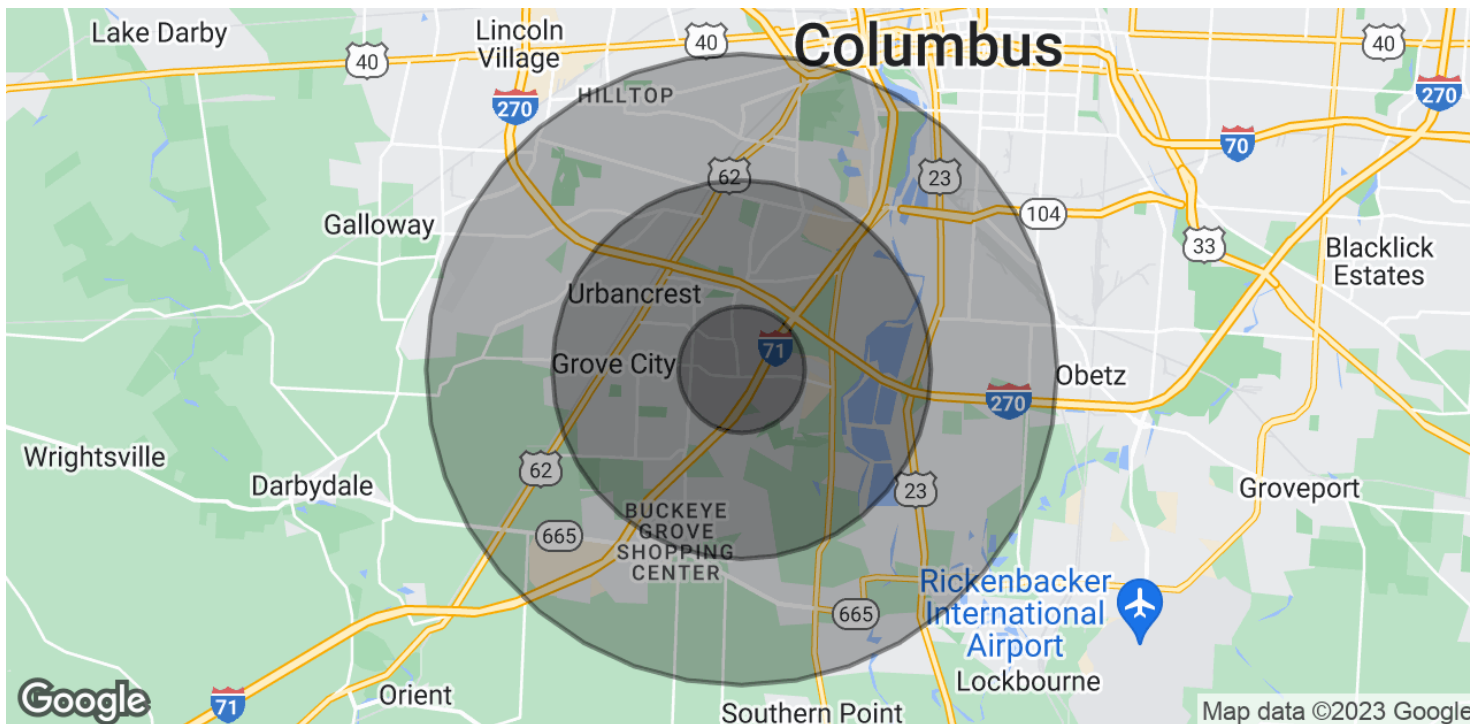 Lake Darby
Lincoln
Village
40
Columbus
40
40
HILLTOP
270
270
70
62
23
104
Galloway
33
Blacklick
Estates
Urbancrest
71
Grove City
Obetz
270
Wrightsville
62
Darbydale
23
Groveport
BUCKEYE
GROVE
SHOPPING
CENTER
665
Rickenbacker
International
Airport
665
Lockbourne
Google
71
Orient
Southern Point
Map data ©2023 Google